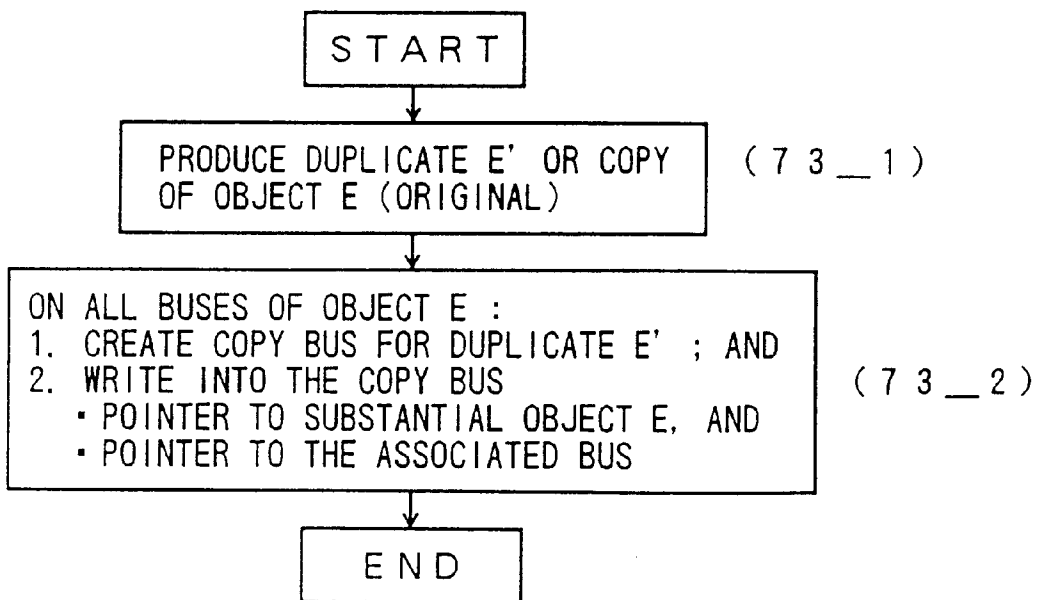 START
PRODUCE DUPLICATE E' OR COPY (73_1)
OF OBJECT E (ORIGINAL)
ON ALL BUSES OF OBJECT E :
1. CREATE COPY BUS FOR DUPLICATE E' ; AND
2. WRITE INTO THE COPY BUS (73_2)
▪ POINTER TO SUBSTANTIAL OBJECT E, AND
▪ POINTER TO THE ASSOCIATED BUS
END